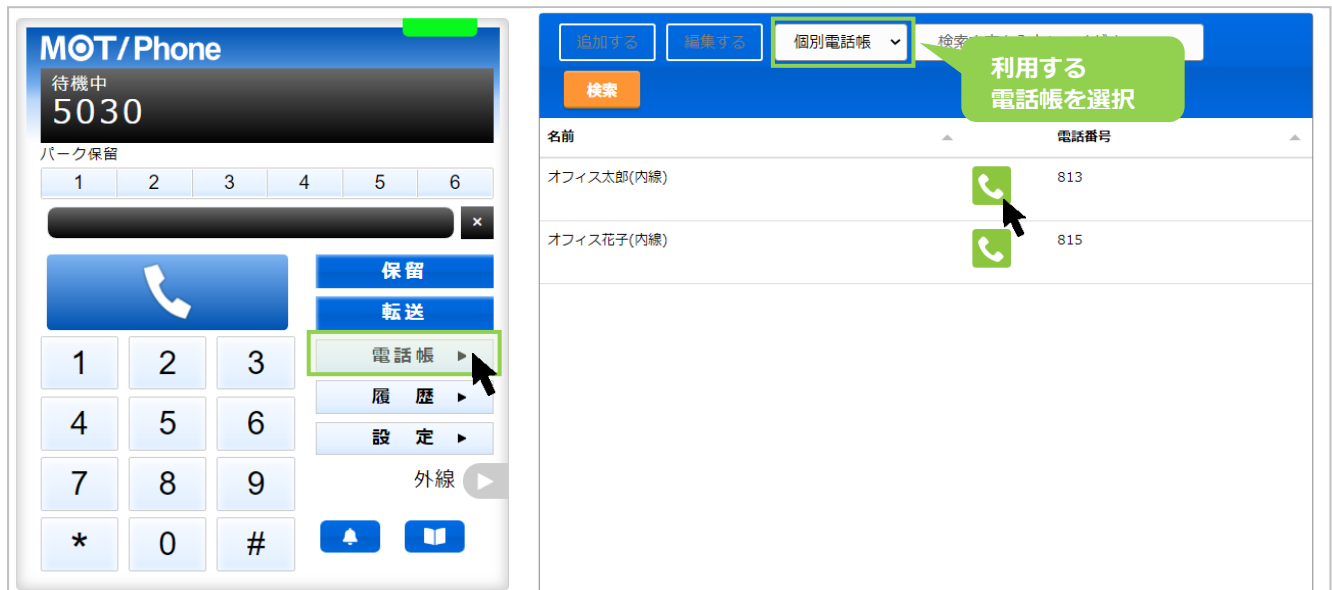 MOT/Phone
待機中
5030
パーク保留
1 2 3 4 5 6
×
保留
転送
電話帳 ▶
履歴 ▶
設定 ▶
外線
1 2 3
4 5 6
7 8 9
* 0 #
追加する 編集する 個別電話帳
利用する
電話帳を選択
検索
名前 電話番号
オフィス太郎(内線) 813
オフィス花子(内線) 815